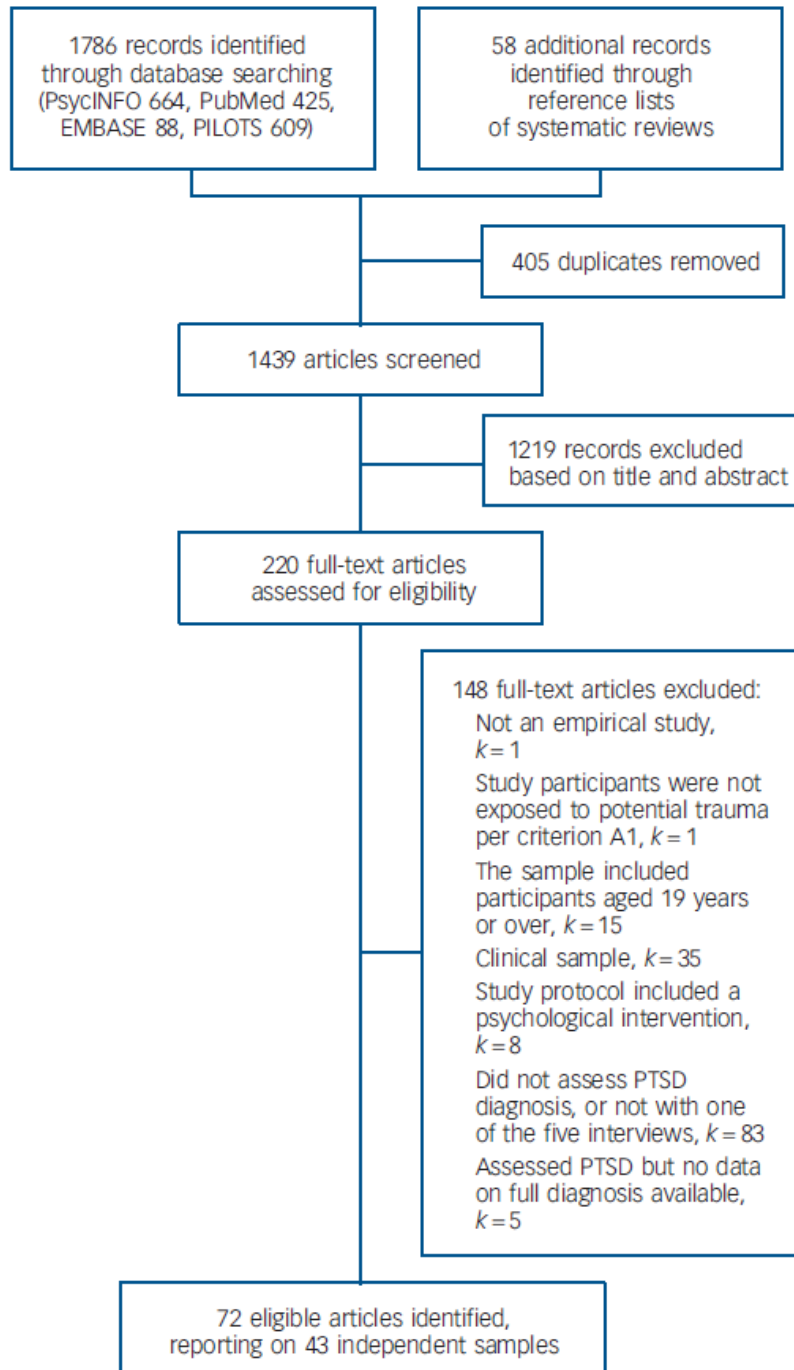 1786 records identified
through database searching
(PsycINFO 664, PubMed 425,
EMBASE 88, PILOTS 609)
58 additional records
identified through
reference lists
of systematic reviews
405 duplicates removed
1439 articles screened
1219 records excluded
based on title and abstract
220 full-text articles
assessed for eligibility
148 full-text articles excluded:
Not an empirical study,
k = 1
Study participants were not
exposed to potential trauma
per criterion A1, k = 1
The sample included
participants aged 19 years
or over, k = 15
Clinical sample, k = 35
Study protocol included a
psychological intervention,
k = 8
Did not assess PTSD
diagnosis, or not with one
of the five interviews, k = 83
Assessed PTSD but no data
on full diagnosis available,
k = 5
72 eligible articles identified,
reporting on 43 independent samples